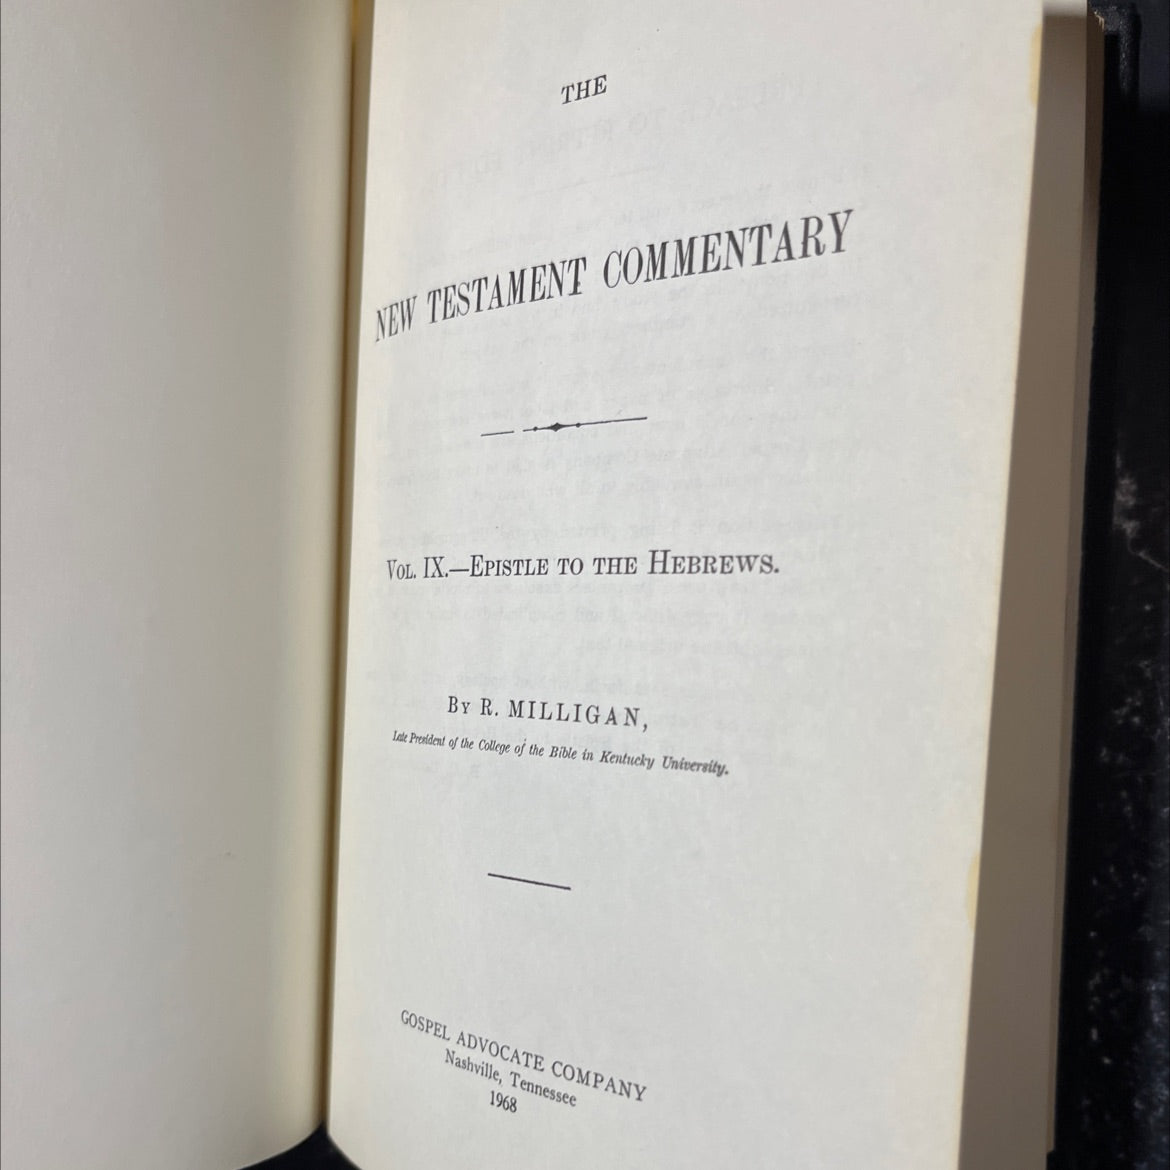 THE
NEW TESTAMENT COMMENTARY
VOL. IX.—EPISTLE TO THE HEBREWS.
BY R. MILLIGAN,
Late President of the College of the Bible in Kentucky University.
GOSPEL ADVOCATE COMPANY
Nashville, Tennessee
1968